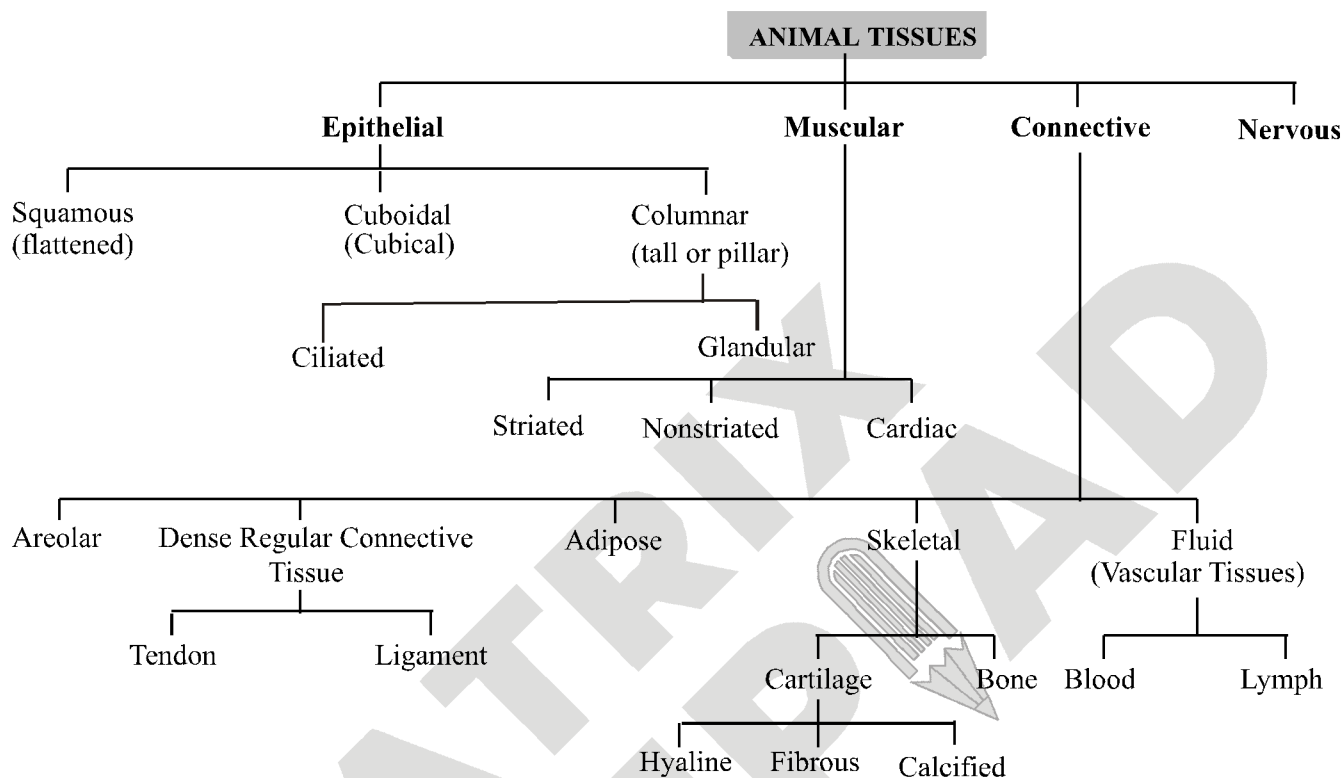 ANIMAL TISSUES
Epithelial Muscular Connective Nervous
Squamous
(flattened)
Cuboidal
(Cubical)
Columnar
(tall or pillar)
Ciliated Glandular
Striated Nonstriated Cardiac
Areolar
Dense Regular Connective
Tissue
Adipose
Skeletal
Fluid
(Vascular Tissues)
Tendon Ligament
Cartilage Bone Blood Lymph
Hyaline Fibrous Calcified